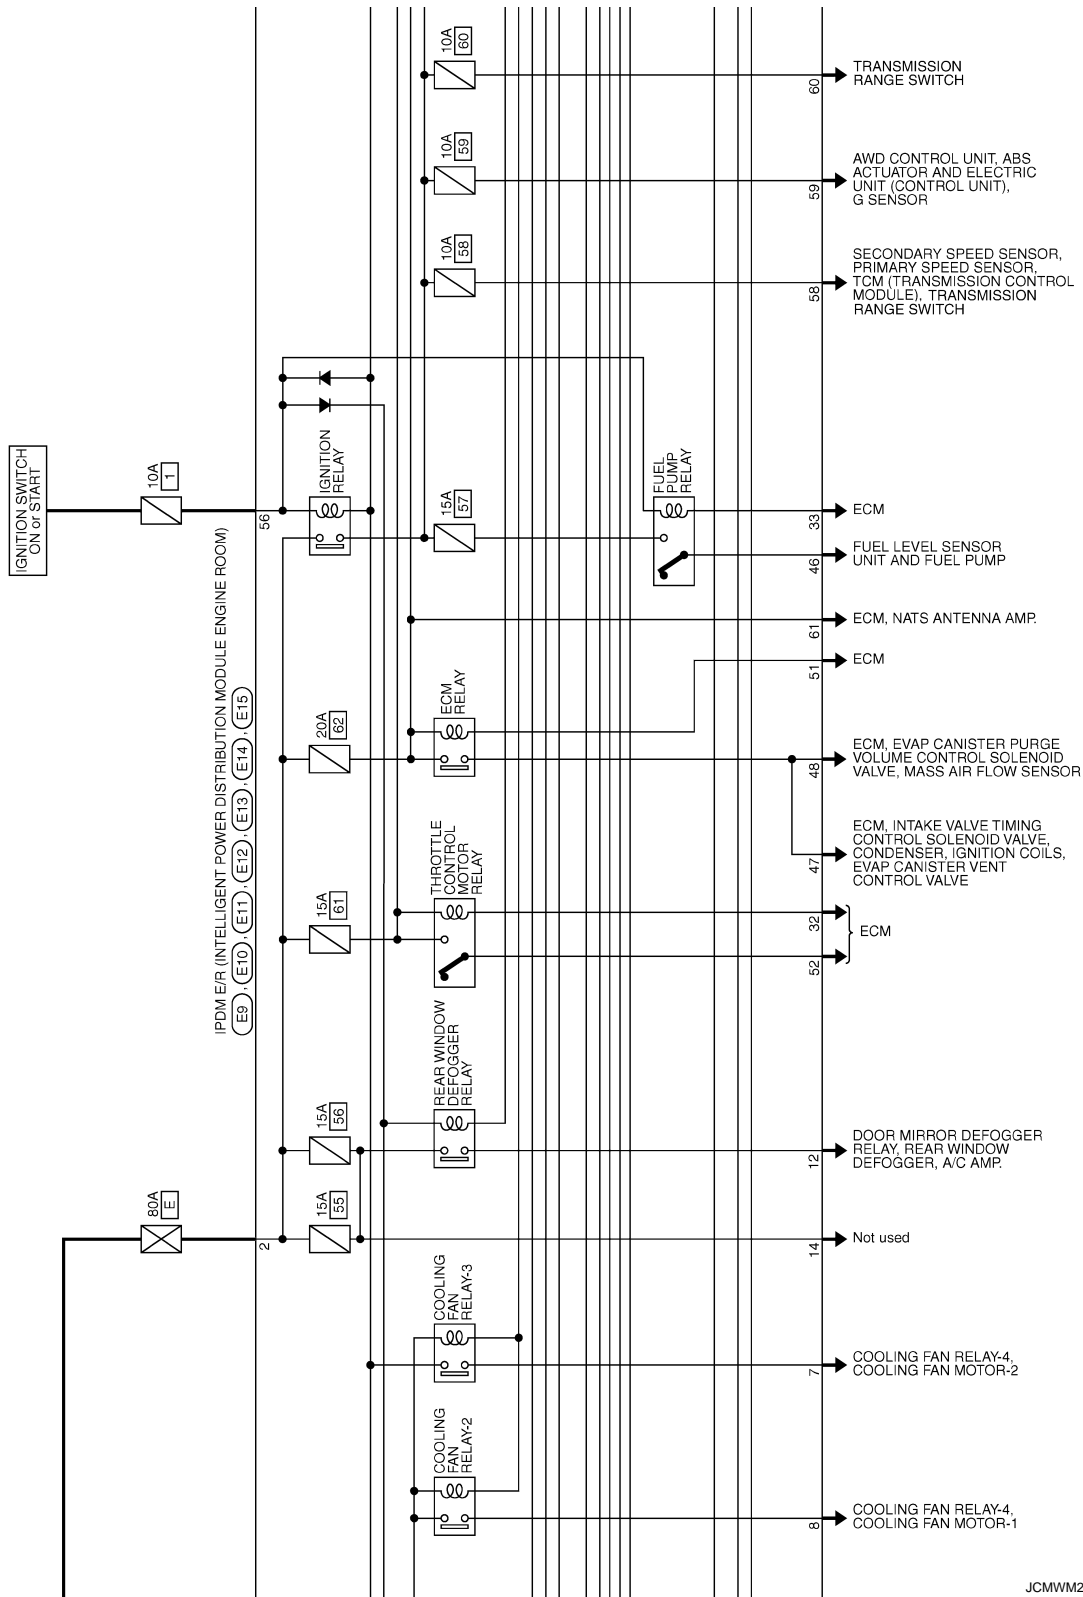 10A
60
60
TRANSMISSION
RANGE SWITCH
10A
59
59
AWD CONTROL UNIT, ABS
ACTUATOR AND ELECTRIC
UNIT (CONTROL UNIT),
G SENSOR
10A
58
58
SECONDARY SPEED SENSOR,
PRIMARY SPEED SENSOR,
TCM (TRANSMISSION CONTROL
MODULE), TRANSMISSION
RANGE SWITCH
IGNITION SWITCH
ON or START
10A
1
56
IGNITION
RELAY
15A
57
FUEL
PUMP
RELAY
33
ECM
46
FUEL LEVEL SENSOR
UNIT AND FUEL PUMP
61
ECM, NATS ANTENNA AMP.
51
ECM
IPDM E/R (INTELLIGENT POWER DISTRIBUTION MODULE ENGINE ROOM)
E9 , E10 , E11 , E12 , E13 , E14 , E15
20A
62
ECM
RELAY
48
ECM, EVAP CANISTER PURGE
VOLUME CONTROL SOLENOID
VALVE, MASS AIR FLOW SENSOR
47
ECM, INTAKE VALVE TIMING
CONTROL SOLENOID VALVE,
CONDENSER, IGNITION COILS,
EVAP CANISTER VENT
CONTROL VALVE
15A
61
THROTTLE
CONTROL
MOTOR
RELAY
32
52
ECM
15A
56
REAR WINDOW
DEFOGGER
RELAY
12
DOOR MIRROR DEFOGGER
RELAY, REAR WINDOW
DEFOGGER, A/C AMP.
80A
E
2
15A
55
14
Not used
COOLING
FAN
RELAY-3
7
COOLING FAN RELAY-4,
COOLING FAN MOTOR-2
COOLING
FAN
RELAY-2
8
COOLING FAN RELAY-4,
COOLING FAN MOTOR-1
JCMWM2